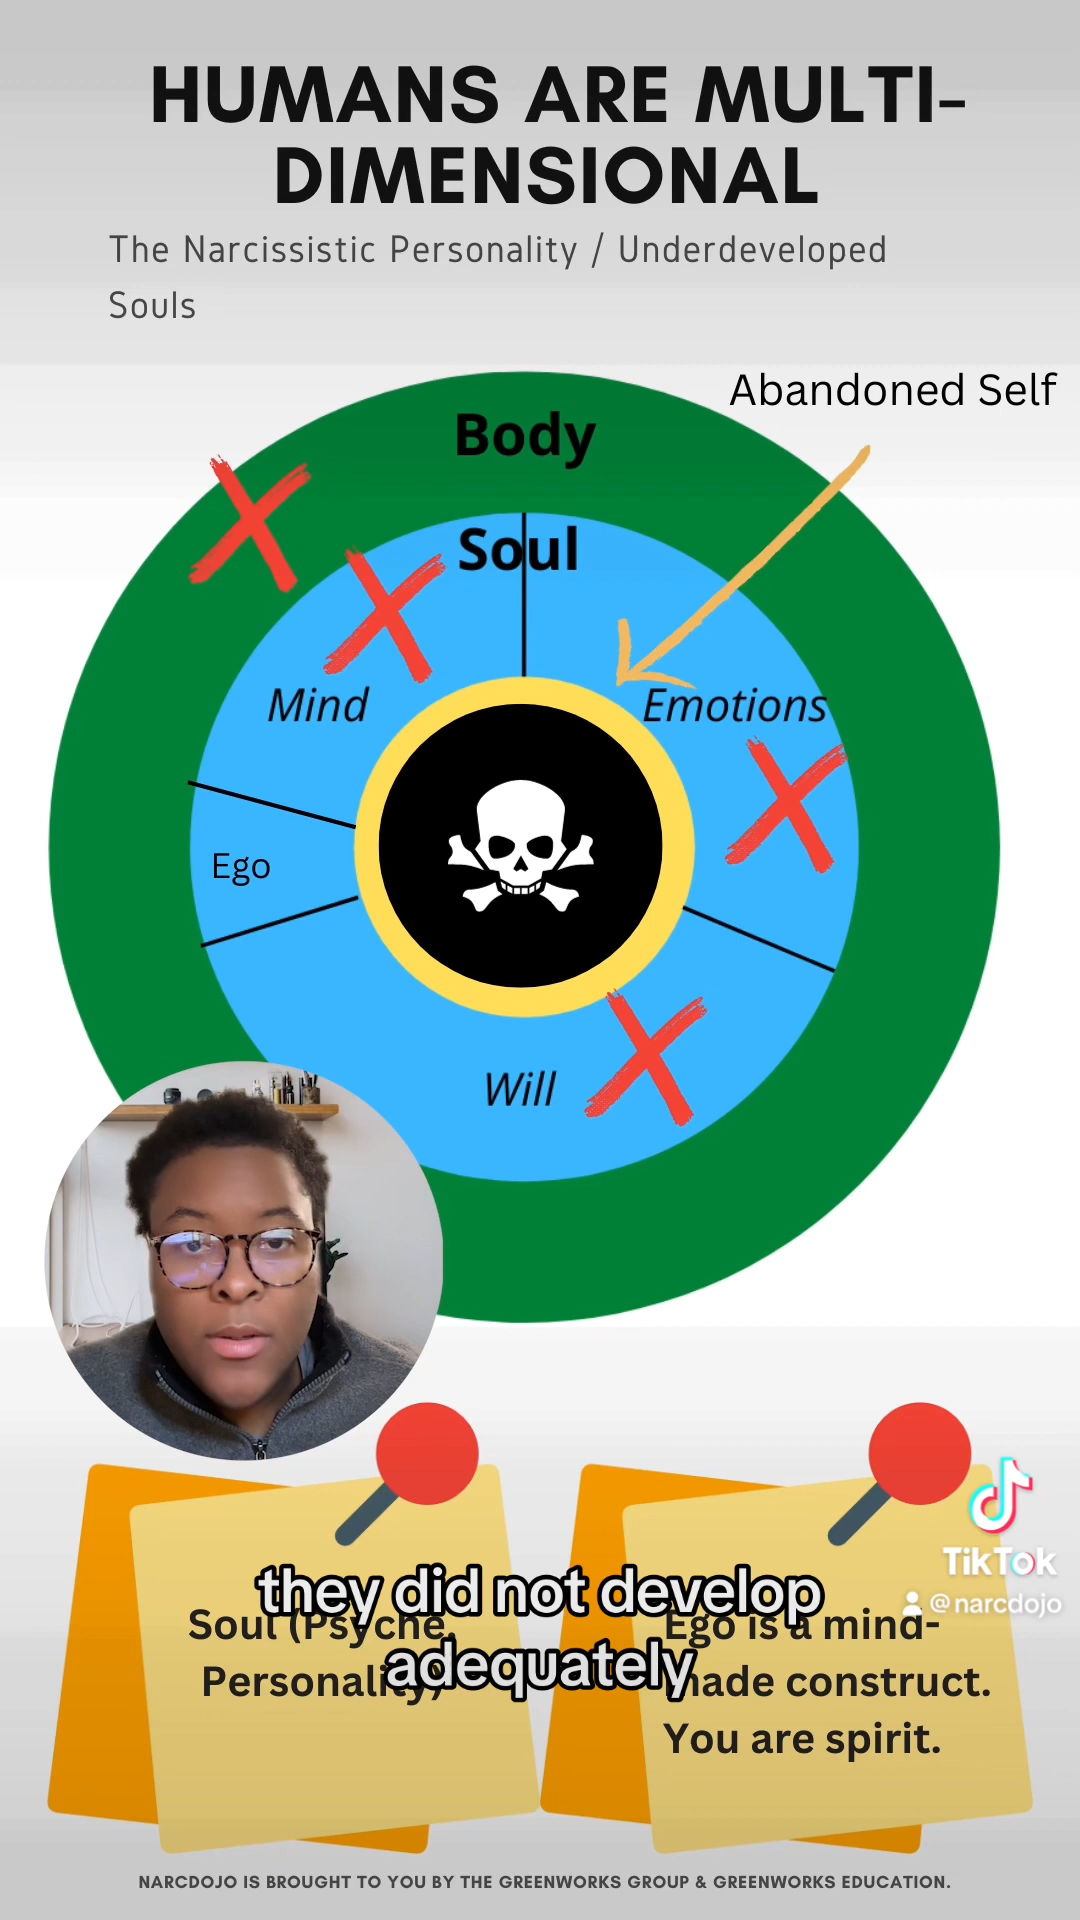 HUMANS ARE MULTI-
DIMENSIONAL
The Narcissistic Personality / Underdeveloped
Souls
Abandoned Self
Body
Soul
Mind
Emotions
Ego
Will
TikTok
@narcdojo
they did not develop
adequately
Soul (Psyche,
Personality)
Ego is a mind-
made construct.
You are spirit.
NARCDOJO IS BROUGHT TO YOU BY THE GREENWORKS GROUP & GREENWORKS EDUCATION.